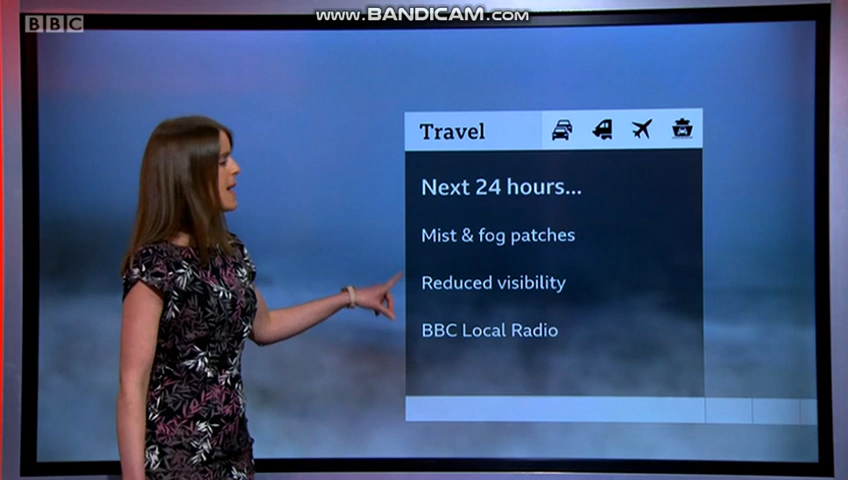 www.BANDICAM.com
BBC
Travel
Next 24 hours...
Mist & fog patches
Reduced visibility
BBC Local Radio